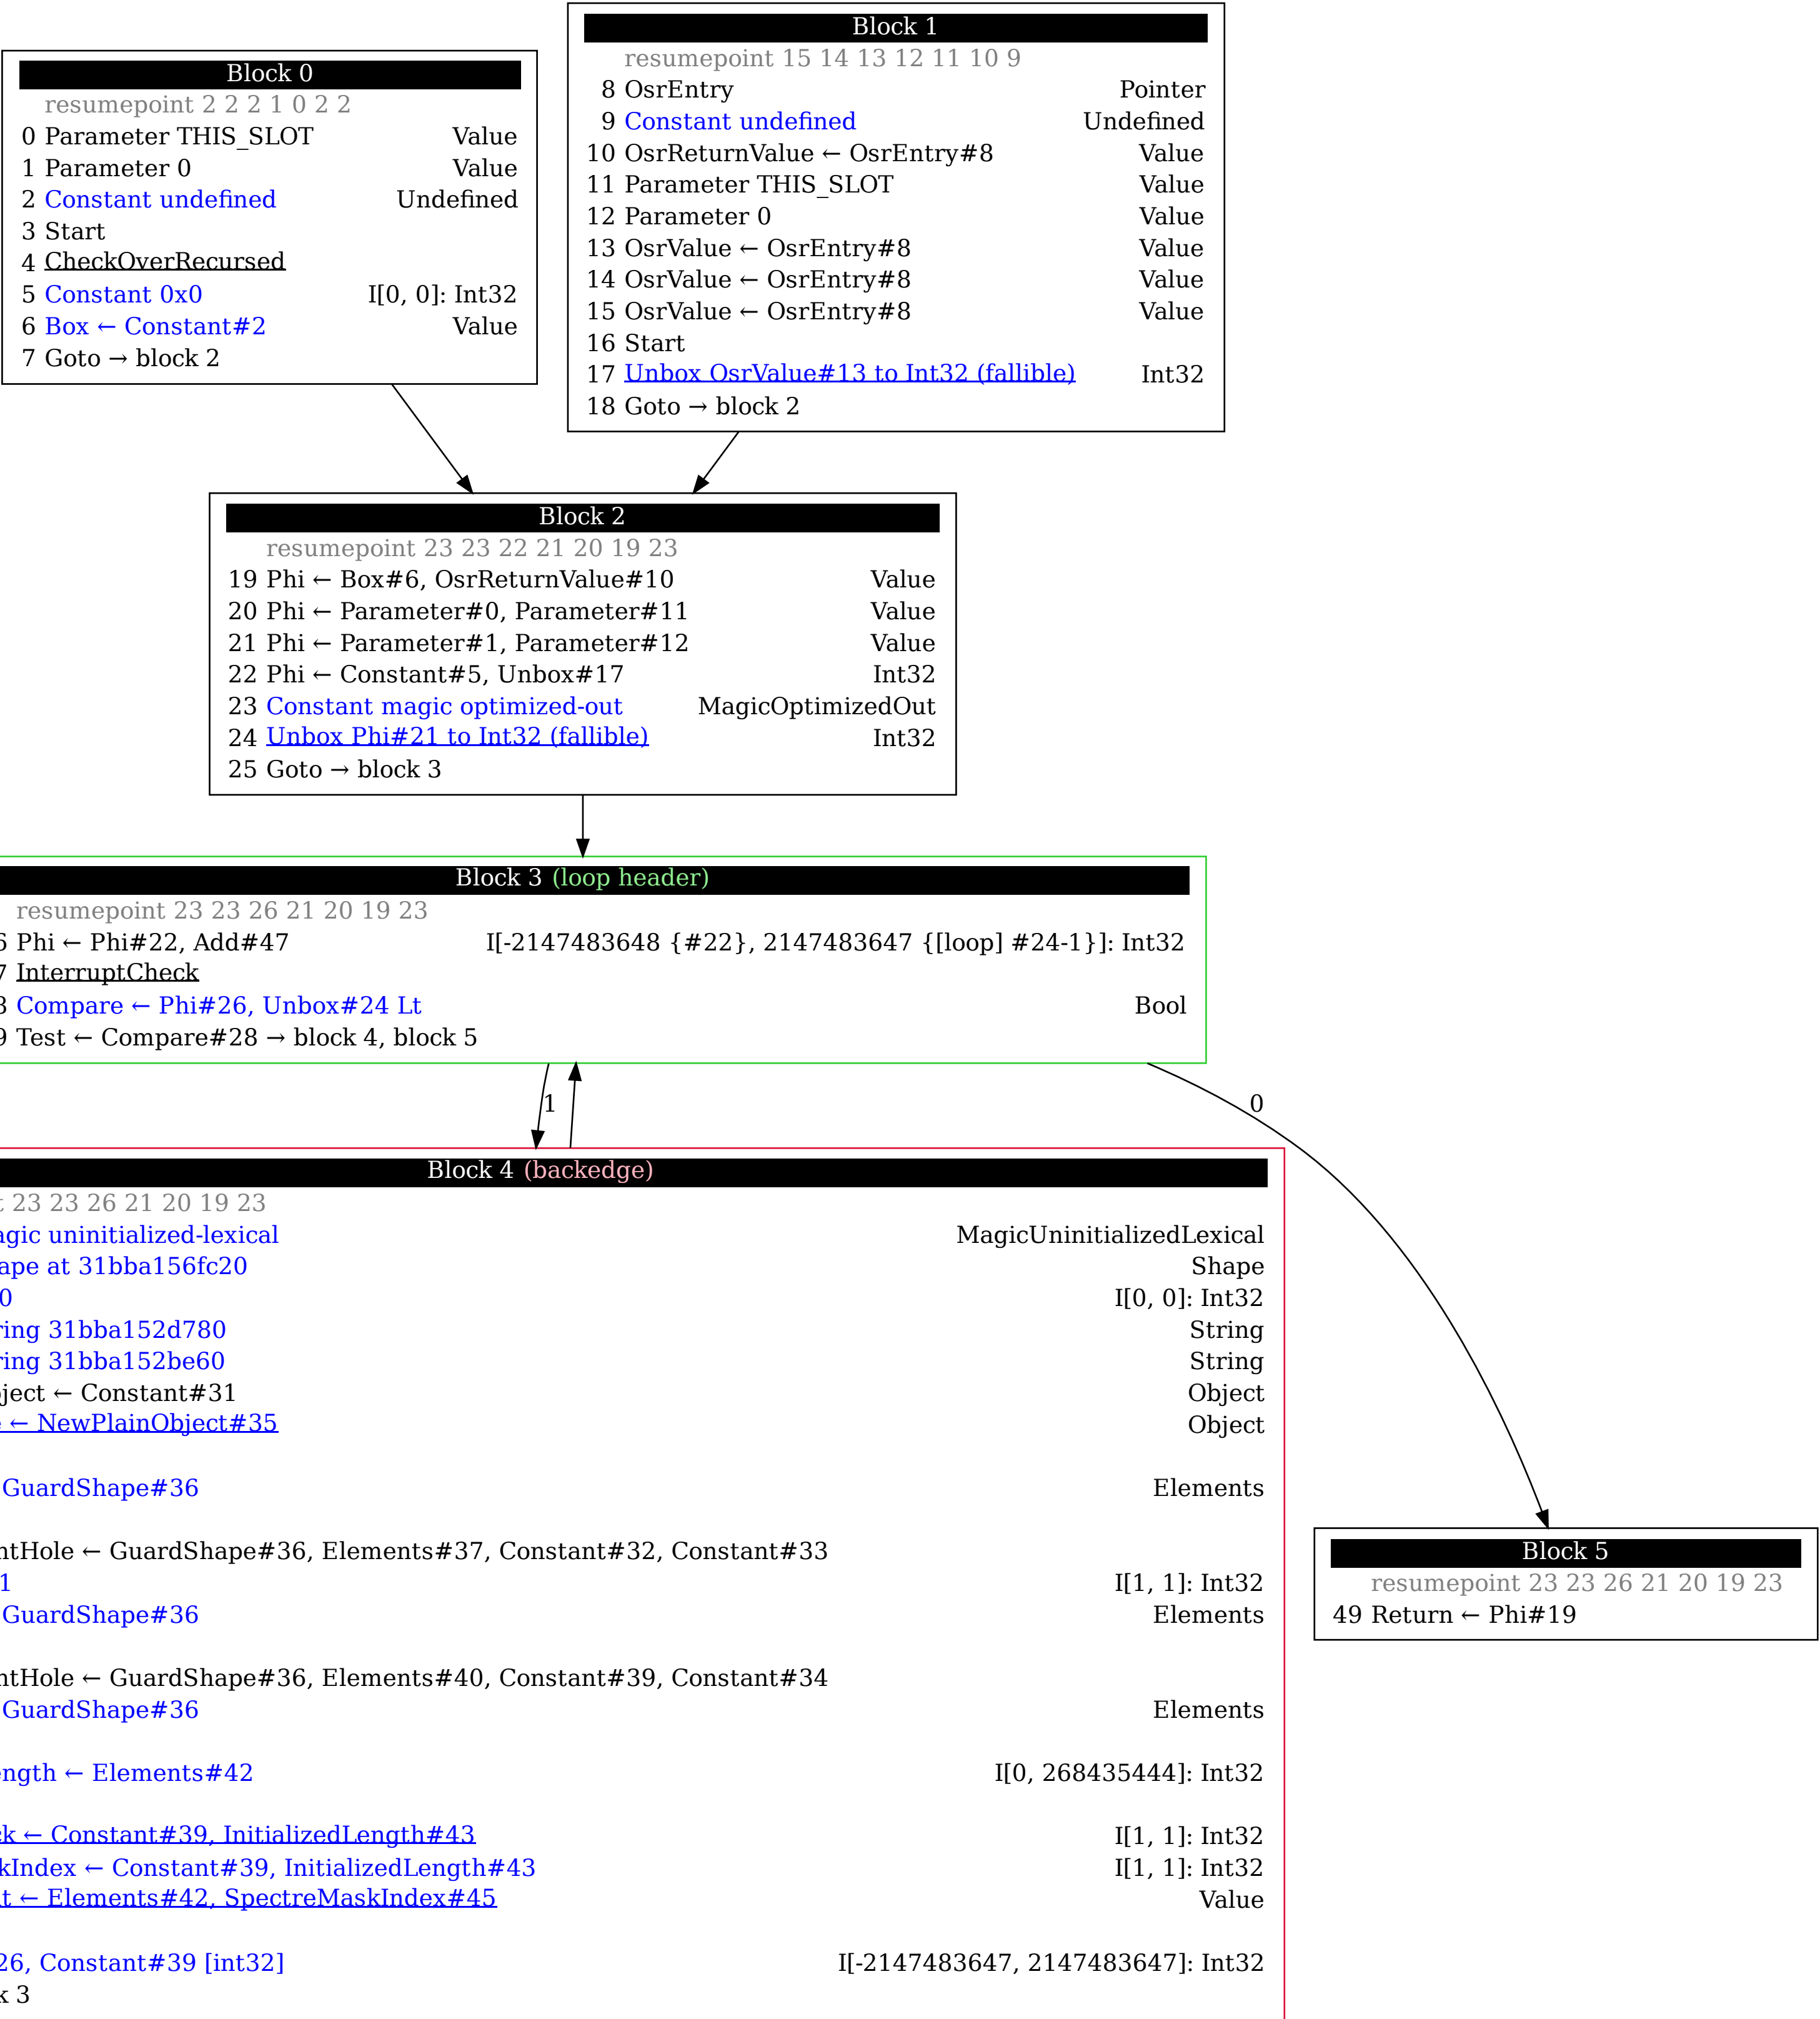 Block 0
resumepoint 2 2 2 1 0 2 2
0 Parameter THIS_SLOT Value
1 Parameter 0 Value
2 Constant undefined Undefined
3 Start
4 CheckOverRecursed
5 Constant 0x0 I[0, 0]: Int32
6 Box ← Constant#2 Value
7 Goto → block 2
Block 1
resumepoint 15 14 13 12 11 10 9
8 OsrEntry Pointer
9 Constant undefined Undefined
10 OsrReturnValue ← OsrEntry#8 Value
11 Parameter THIS_SLOT Value
12 Parameter 0 Value
13 OsrValue ← OsrEntry#8 Value
14 OsrValue ← OsrEntry#8 Value
15 OsrValue ← OsrEntry#8 Value
16 Start
17 Unbox OsrValue#13 to Int32 (fallible) Int32
18 Goto → block 2
Block 2
resumepoint 23 23 22 21 20 19 23
19 Phi ← Box#6, OsrReturnValue#10 Value
20 Phi ← Parameter#0, Parameter#11 Value
21 Phi ← Parameter#1, Parameter#12 Value
22 Phi ← Constant#5, Unbox#17 Int32
23 Constant magic optimized-out MagicOptimizedOut
24 Unbox Phi#21 to Int32 (fallible) Int32
25 Goto → block 3
Block 3 (loop header)
resumepoint 23 23 26 21 20 19 23
6 Phi ← Phi#22, Add#47 I[-2147483648 {#22}, 2147483647 {[loop] #24-1}]: Int32
7 InterruptCheck
8 Compare ← Phi#26, Unbox#24 Lt Bool
9 Test ← Compare#28 → block 4, block 5
1
0
Block 4 (backedge)
t 23 23 26 21 20 19 23
agic uninitialized-lexical MagicUninitializedLexical
ape at 31bba156fc20 Shape
0 I[0, 0]: Int32
ring 31bba152d780 String
ring 31bba152be60 String
ject ← Constant#31 Object
e ← NewPlainObject#35 Object
GuardShape#36 Elements
ntHole ← GuardShape#36, Elements#37, Constant#32, Constant#33
1 I[1, 1]: Int32
GuardShape#36 Elements
ntHole ← GuardShape#36, Elements#40, Constant#39, Constant#34
GuardShape#36 Elements
ength ← Elements#42 I[0, 268435444]: Int32
ck ← Constant#39, InitializedLength#43 I[1, 1]: Int32
kIndex ← Constant#39, InitializedLength#43 I[1, 1]: Int32
t ← Elements#42, SpectreMaskIndex#45 Value
26, Constant#39 [int32] I[-2147483647, 2147483647]: Int32
k 3
Block 5
resumepoint 23 23 26 21 20 19 23
49 Return ← Phi#19